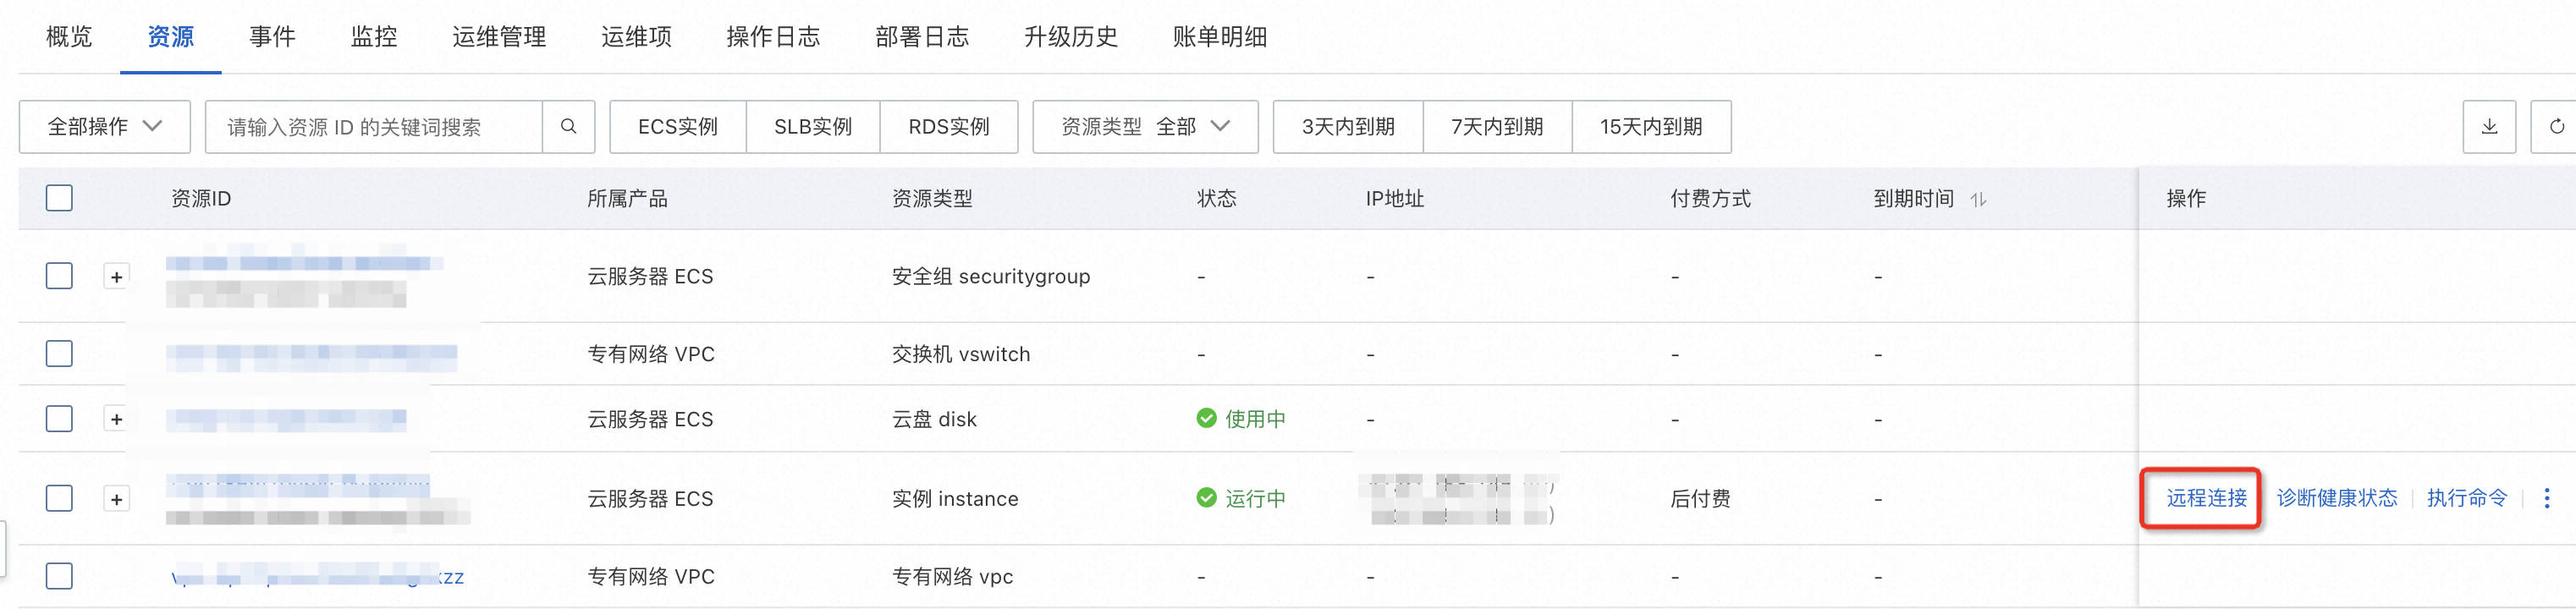 概览 资源 事件 监控 运维管理 运维项 操作日志 部署日志 升级历史 账单明细
全部操作 请输入资源 ID 的关键词搜索 ECS实例 SLB实例 RDS实例 资源类型 全部 3天内到期 7天内到期 15天内到期
资源ID 所属产品 资源类型 状态 IP地址 付费方式 到期时间 操作
+ 云服务器 ECS 安全组 securitygroup - - - -
专有网络 VPC 交换机 vswitch - - - -
+ 云服务器 ECS 云盘 disk 使用中 - - -
+ 云服务器 ECS 实例 instance 运行中 后付费 - 远程连接 诊断健康状态 执行命令
专有网络 VPC 专有网络 vpc - - - -